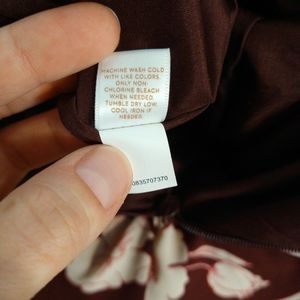 MACHINE WASH COLD
WITH LIKE COLORS.
ONLY NON-
CHLORINE BLEACH
WHEN NEEDED.
TUMBLE DRY LOW.
COOL IRON IF
NEEDED.
0835707370